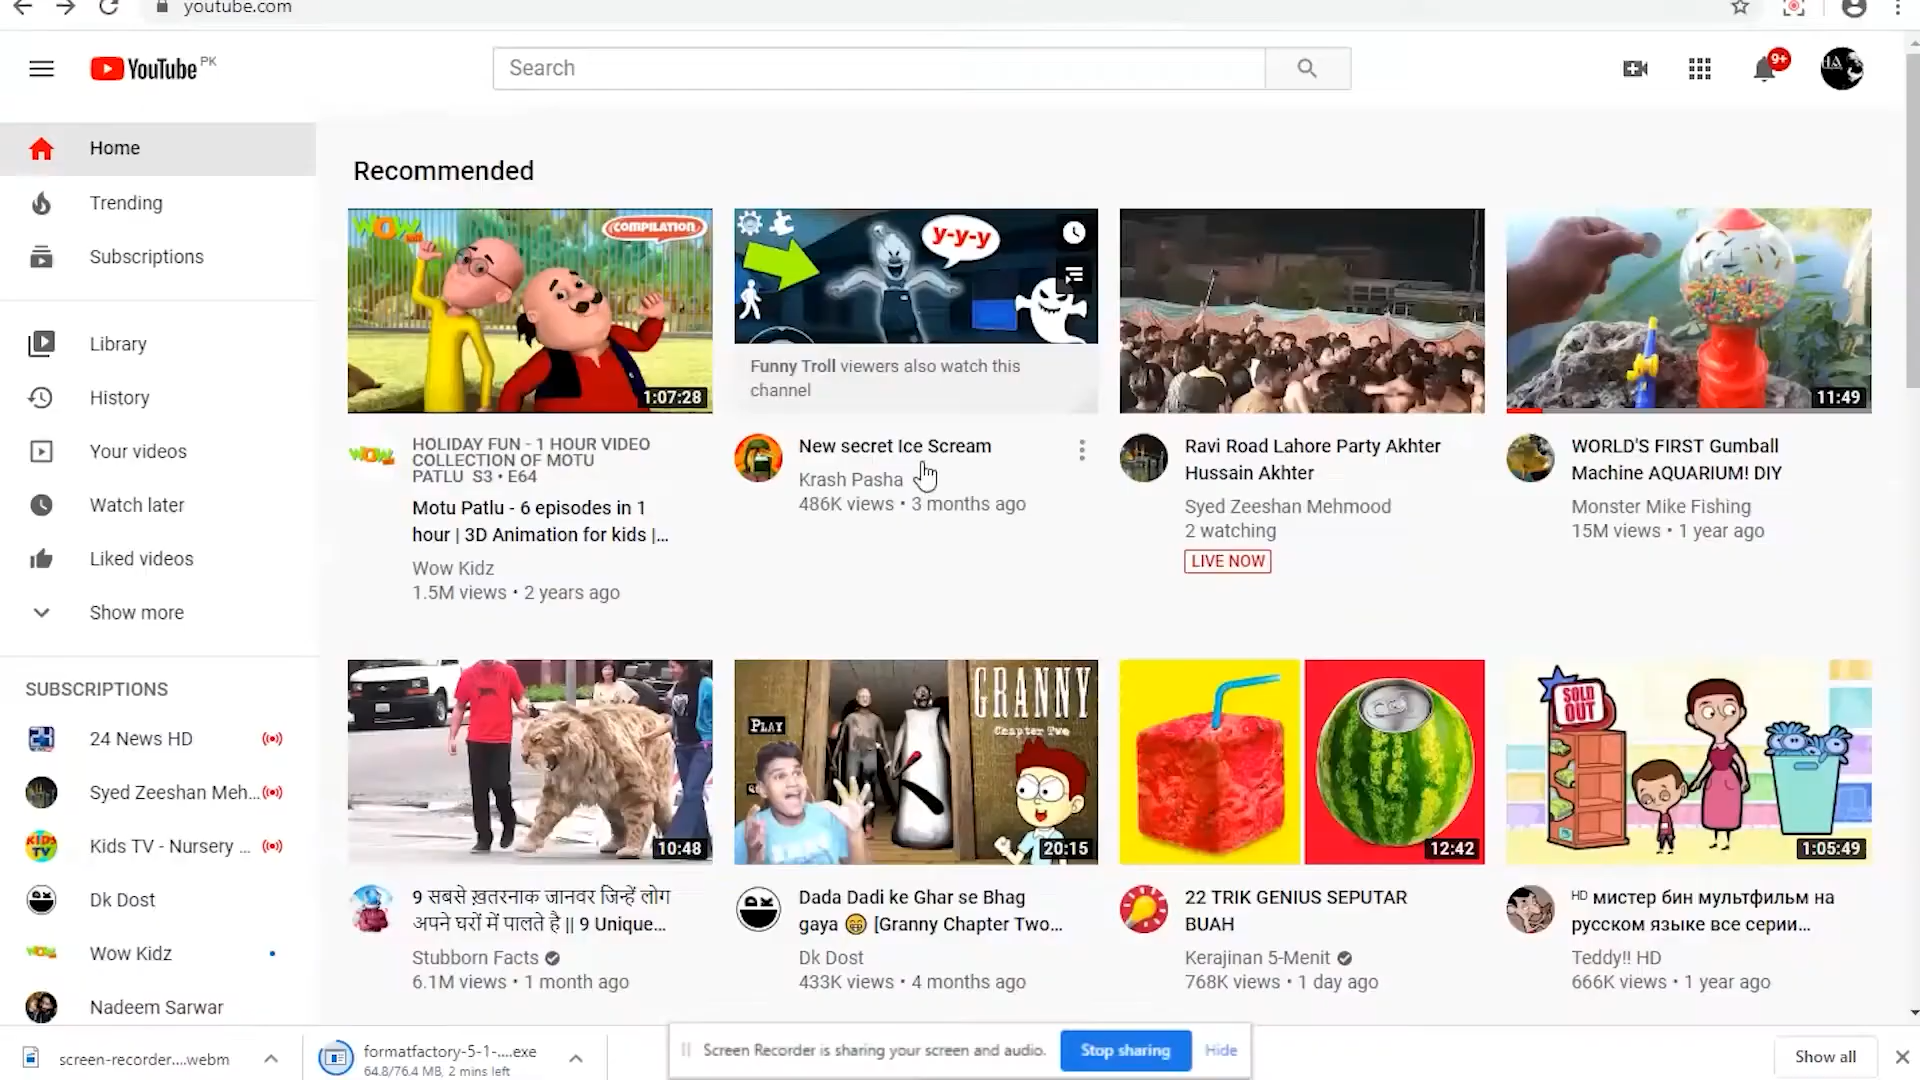 youtube.com
YouTube PK
Search
9+
HA
Home
Trending
Subscriptions
Library
History
Your videos
Watch later
Liked videos
Show more
SUBSCRIPTIONS
24 News HD
Syed Zeeshan Meh...
Kids TV - Nursery ...
Dk Dost
Wow Kidz
Nadeem Sarwar
Recommended
COMPILATION
1:07:28
HOLIDAY FUN - 1 HOUR VIDEO
COLLECTION OF MOTU
PATLU S3 • E64
Motu Patlu - 6 episodes in 1
hour | 3D Animation for kids |...
Wow Kidz
1.5M views • 2 years ago
y-y-y
Funny Troll viewers also watch this
channel
New secret Ice Scream
Krash Pasha
486K views • 3 months ago
Ravi Road Lahore Party Akhter
Hussain Akhter
Syed Zeeshan Mehmood
2 watching
LIVE NOW
11:49
WORLD'S FIRST Gumball
Machine AQUARIUM! DIY
Monster Mike Fishing
15M views • 1 year ago
10:48
9 सबसे ख़तरनाक जानवर जिन्हें लोग
अपने घरों में पालते है || 9 Unique...
Stubborn Facts
6.1M views • 1 month ago
GRANNY
Chapter Two
PLAY
20:15
Dada Dadi ke Ghar se Bhag
gaya 😁 [Granny Chapter Two...
Dk Dost
433K views • 4 months ago
12:42
22 TRIK GENIUS SEPUTAR
BUAH
Kerajinan 5-Menit
768K views • 1 day ago
SOLD
OUT
1:05:49
HD мистер бин мультфильм на
русском языке все серии...
Teddy!! HD
666K views • 1 year ago
screen-recorder....webm
formatfactory-5-1-....exe
64.8/76.4 MB, 2 mins left
Screen Recorder is sharing your screen and audio.
Stop sharing
Hide
Show all